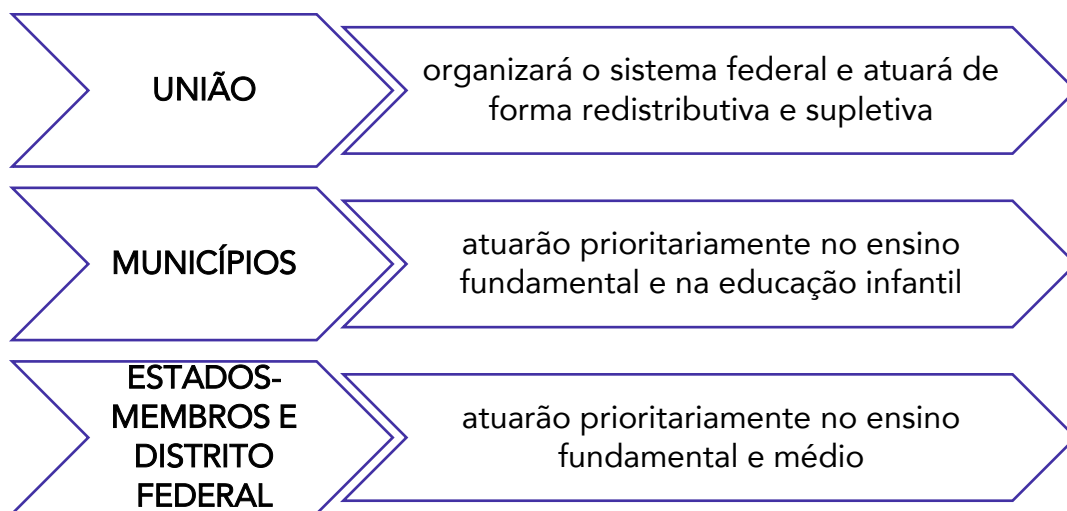 UNIÃO
organizará o sistema federal e atuará de
forma redistributiva e supletiva
MUNICÍPIOS
atuarão prioritariamente no ensino
fundamental e na educação infantil
ESTADOS-
MEMBROS E
DISTRITO
FEDERAL
atuarão prioritariamente no ensino
fundamental e médio